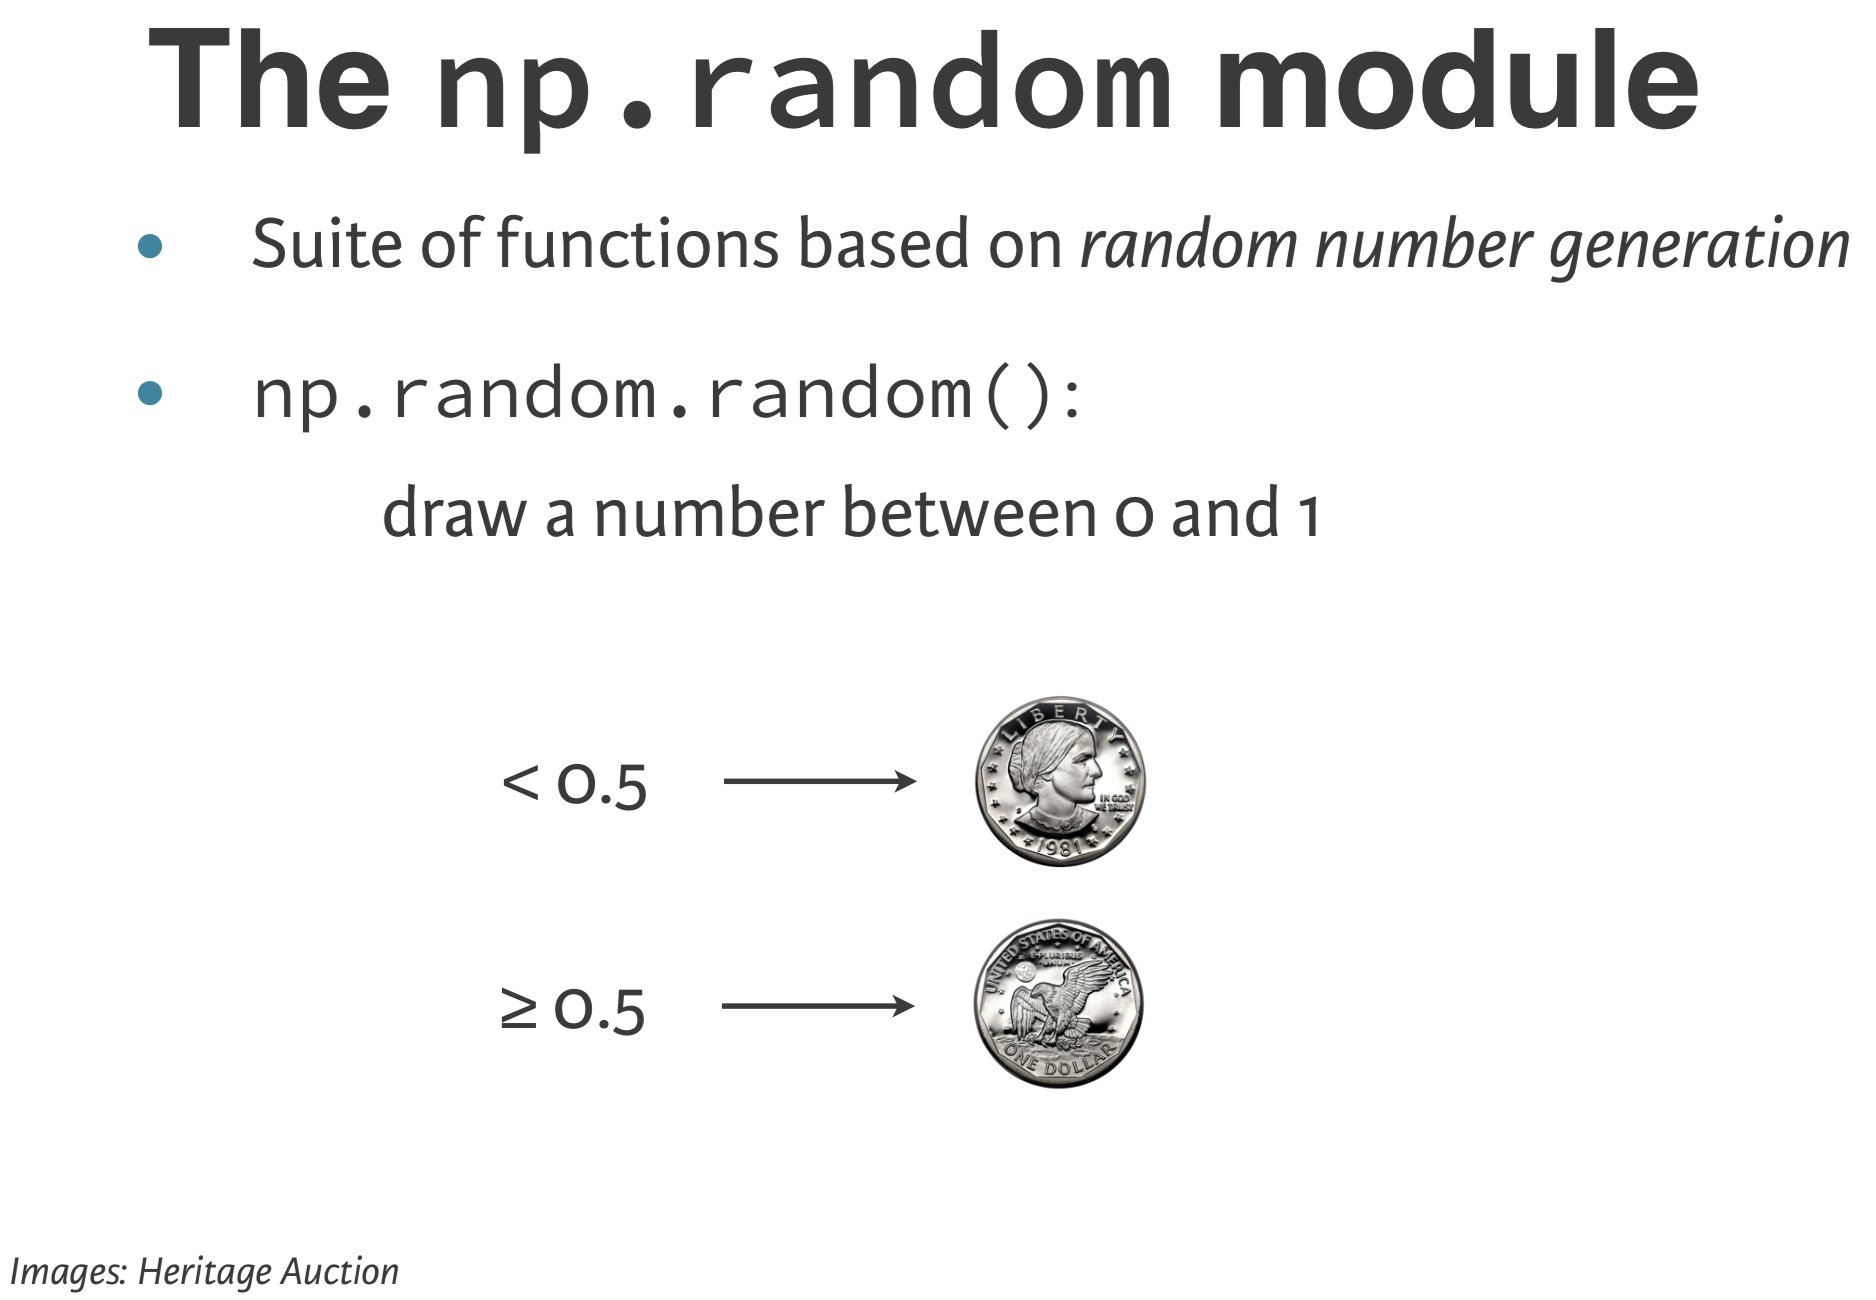 The np.random module
• Suite of functions based on random number generation
• np.random.random():
draw a number between 0 and 1
< 0.5
LIBERTY
IN GOD
WE TRUST
S
1981
≥ 0.5
UNITED STATES OF AMERICA
E PLURIBUS
UNUM
ONE DOLLAR
Images: Heritage Auction